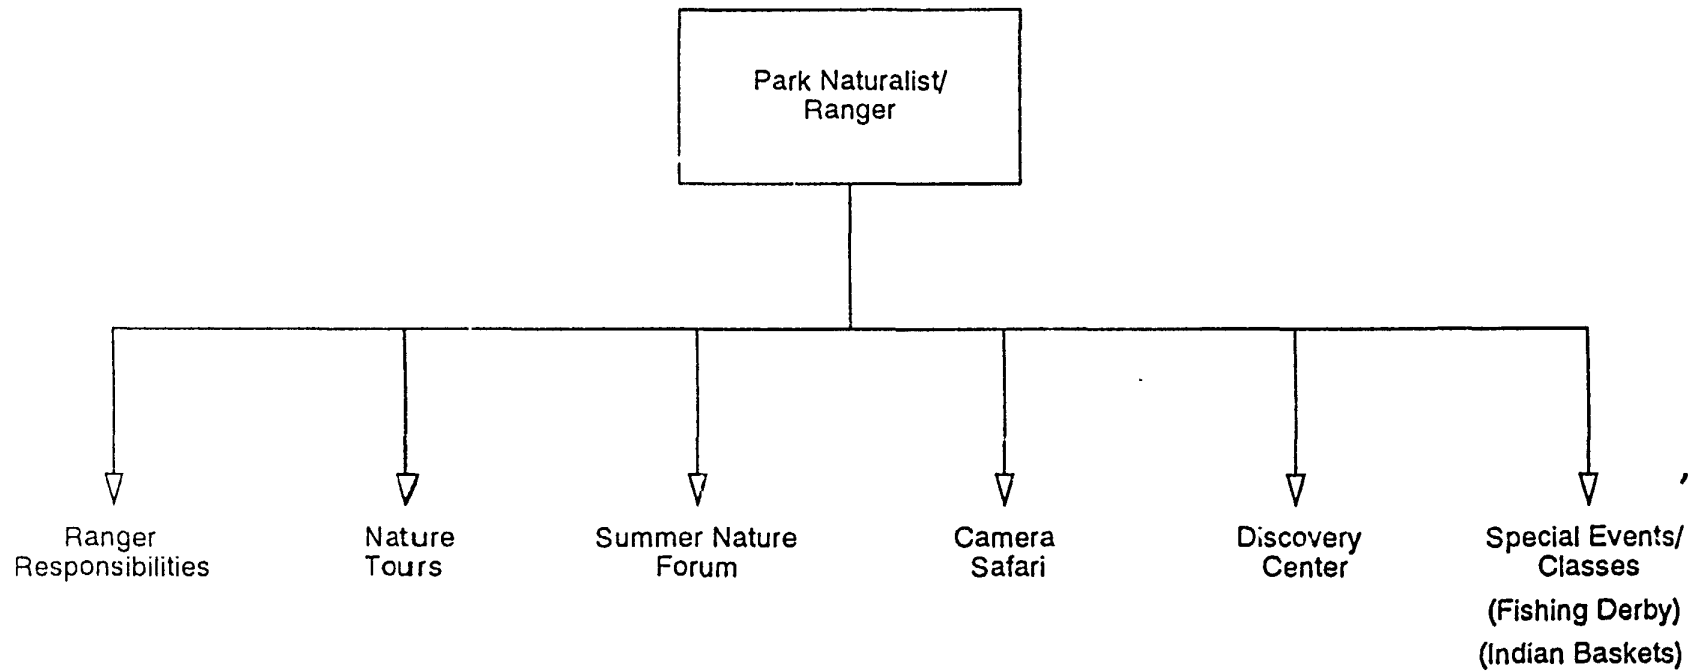 Park Naturalist/
Ranger
Ranger
Responsibilities
Nature
Tours
Summer Nature
Forum
Camera
Safari
Discovery
Center
Special Events/
Classes
(Fishing Derby)
(Indian Baskets)